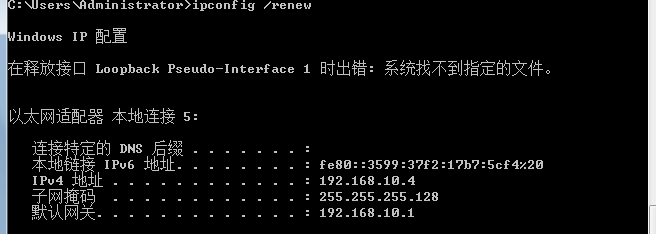 C:\Users\Administrator>ipconfig /renew
Windows IP 配置
在释放接口 Loopback Pseudo-Interface 1 时出错: 系统找不到指定的文件。
以太网适配器 本地连接 5:
连接特定的 DNS 后缀 . . . . . . . :
本地链接 IPv6 地址. . . . . . . . : fe80::3599:37f2:17b7:5cf4%20
IPv4 地址 . . . . . . . . . . . . : 192.168.10.4
子网掩码 . . . . . . . . . . . . : 255.255.255.128
默认网关. . . . . . . . . . . . . : 192.168.10.1